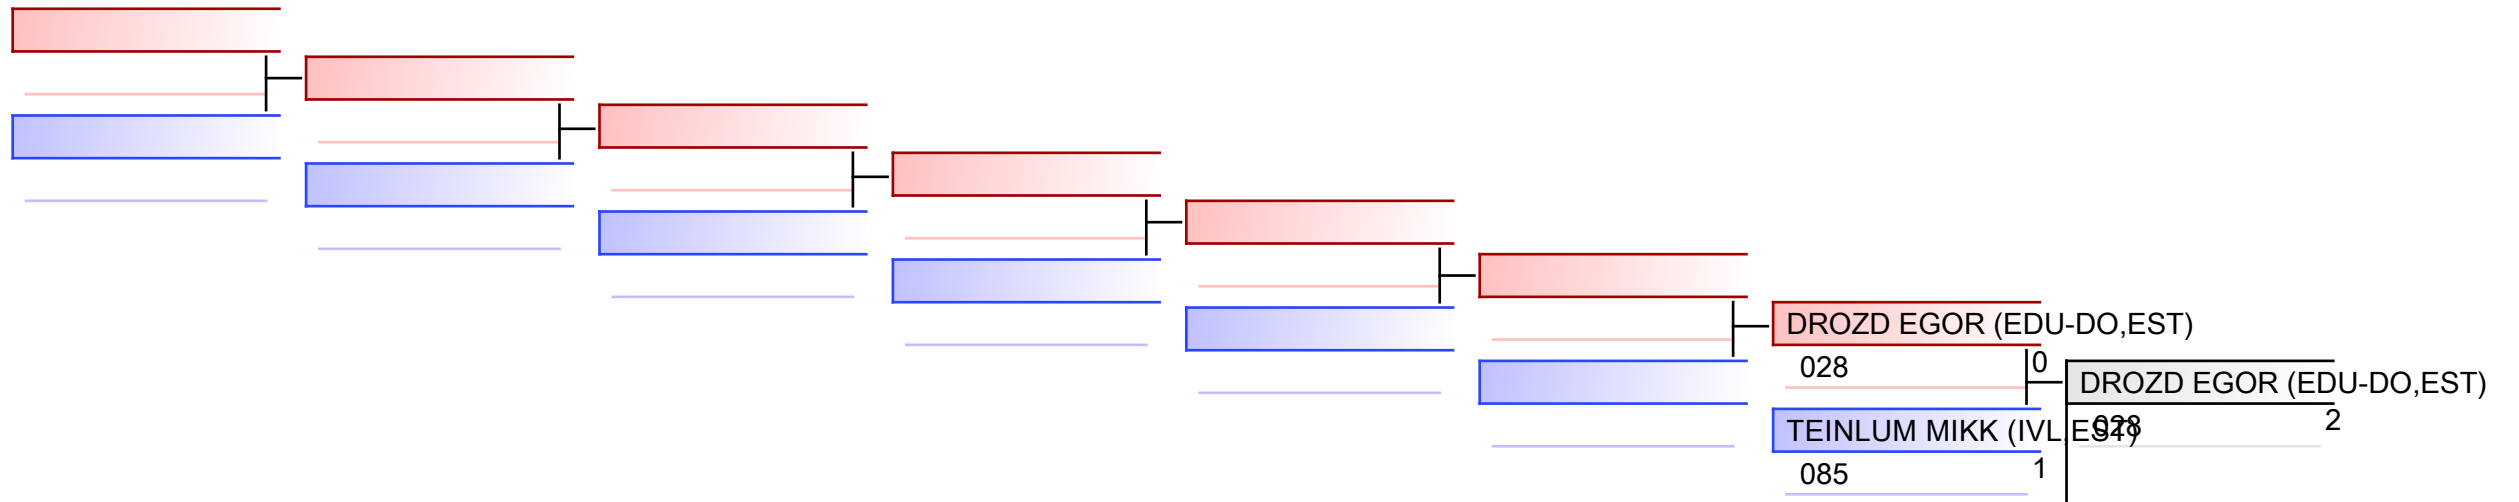 DROZD EGOR (EDU-DO,EST)
028
0
DROZD EGOR (EDU-DO,EST)
028
2
TEINLUM MIKK (IVL,EST)
085
1